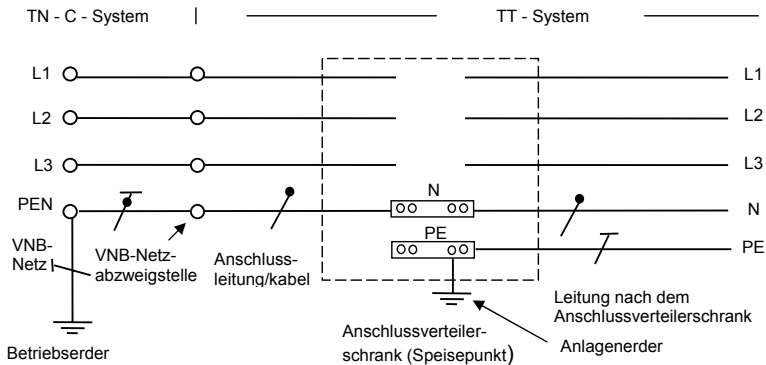 TN - C - System
TT - System
L1
L1
L2
L2
L3
L3
PEN
N
N
PE
PE
VNB-
Netz
VNB-Netz-
abzweigstelle
Anschluss-
leitung/kabel
Leitung nach dem
Anschlussverteilerschrank
Betriebserder
Anschlussverteiler-
schrank (Speisepunkt)
Anlagenerder